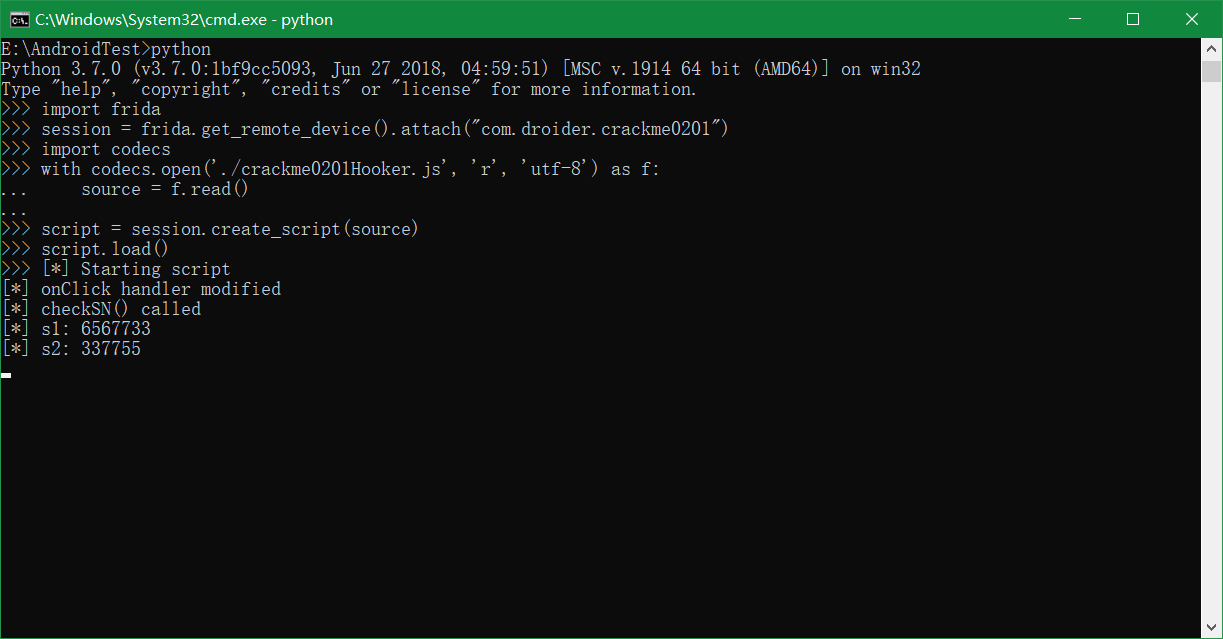 C:\Windows\System32\cmd.exe - python
E:\AndroidTest>python
Python 3.7.0 (v3.7.0:1bf9cc5093, Jun 27 2018, 04:59:51) [MSC v.1914 64 bit (AMD64)] on win32
Type "help", "copyright", "credits" or "license" for more information.
>>> import frida
>>> session = frida.get_remote_device().attach("com.droider.crackme0201")
>>> import codecs
>>> with codecs.open('./crackme0201Hooker.js', 'r', 'utf-8') as f:
...     source = f.read()
...
>>> script = session.create_script(source)
>>> script.load()
>>> [*] Starting script
[*] onClick handler modified
[*] checkSN() called
[*] s1: 6567733
[*] s2: 337755